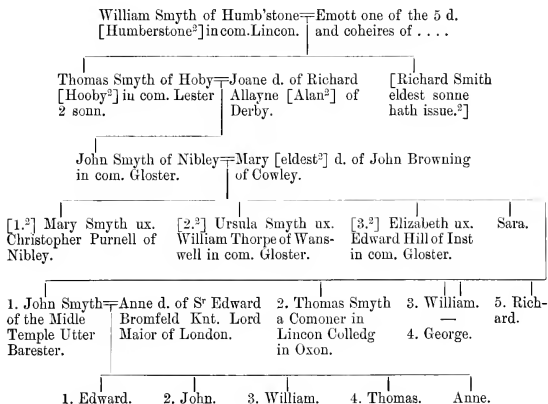 William Smyth of Humb'stone=Emott one of the 5 d.
[Humberstone²] in com. Lincon. and coheires of . . . .
Thomas Smyth of Hoby=Joane d. of Richard [Richard Smith
[Hooby²] in com. Lester Allayne [Alan²] of eldest sonne
2 sonn. Derby. hath issue.²]
John Smyth of Nibley=Mary [eldest²] d. of John Browning
in com. Gloster. of Cowley.
[1.²] Mary Smyth ux. [2.²] Ursula Smyth ux. [3.²] Elizabeth ux. Sara.
Christopher Purnell of William Thorpe of Wans- Edward Hill of Inst
Nibley. well in com. Gloster. in com. Gloster.
1. John Smyth=Anne d. of Sʳ Edward 2. Thomas Smyth 3. William. 5. Rich-
of the Midle Bromfeld Knt. Lord a Comoner in — ard.
Temple Utter Maior of London. Lincon Colledg 4. George.
Barester. in Oxon.
1. Edward. 2. John. 3. William. 4. Thomas. Anne.